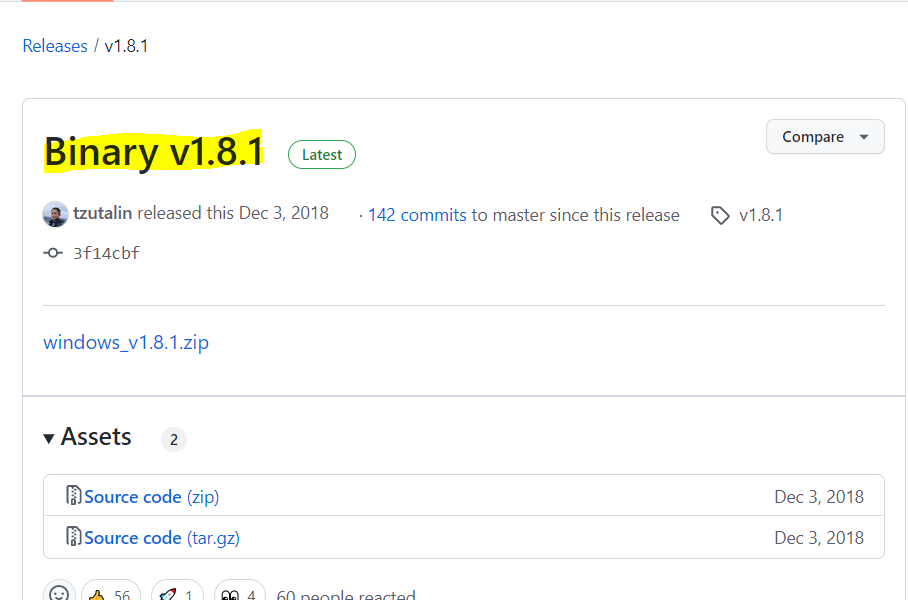 Releases / v1.8.1
Binary v1.8.1 Latest Compare
tzutalin released this Dec 3, 2018 · 142 commits to master since this release v1.8.1
3f14cbf
windows_v1.8.1.zip
Assets 2
Source code (zip) Dec 3, 2018
Source code (tar.gz) Dec 3, 2018
56 1 4 60 people reacted